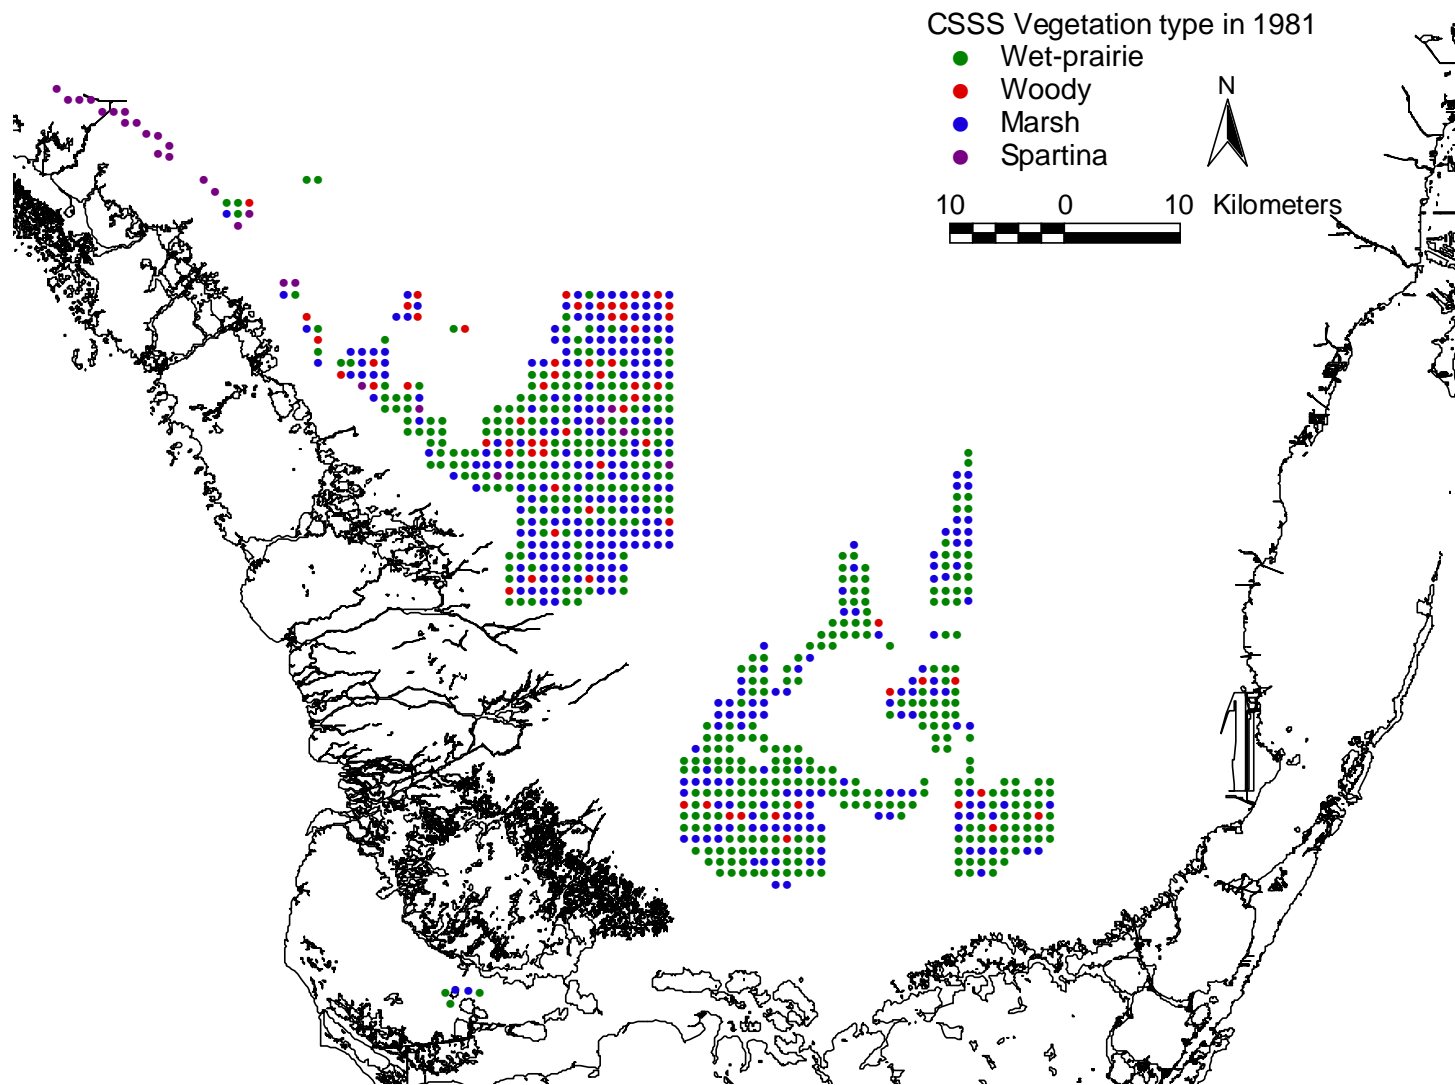 CSSS Vegetation type in 1981
Wet-prairie
Woody
Marsh
Spartina
N
10 0 10 Kilometers